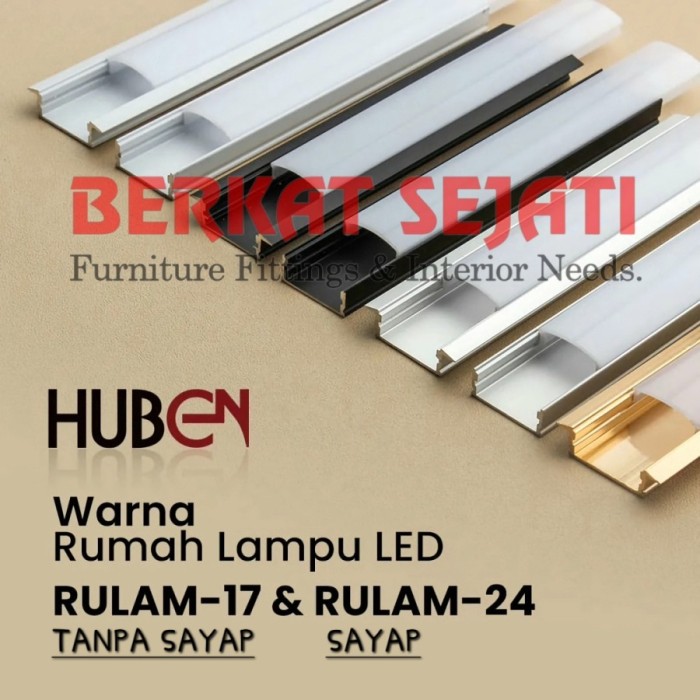 BERKAT SEJATI
Furniture Fittings & Interior Needs.
HUBEN
Warna
Rumah Lampu LED
RULAM-17 & RULAM-24
TANPA SAYAP SAYAP